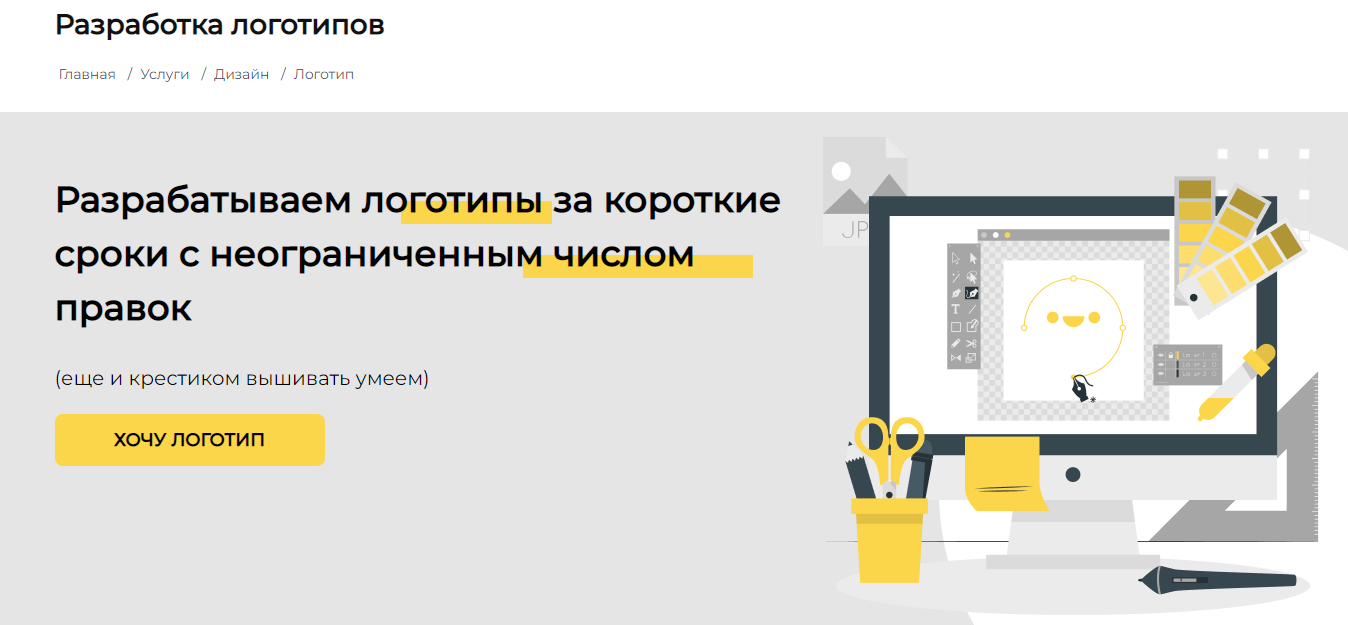 Разработка логотипов
Главная / Услуги / Дизайн / Логотип
Разрабатываем логотипы за короткие
сроки с неограниченным числом
правок
(еще и крестиком вышивать умеем)
ХОЧУ ЛОГОТИП
JP
T